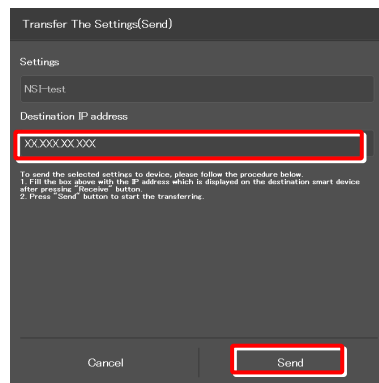 Transfer The Settings(Send)
Settings
NSI-test
Destination IP address
XX.XXX.XX.XXX
To send the selected settings to device, please follow the procedure below.
1. Fill the box above with the IP address which is displayed on the destination smart device
after pressing "Receive" button.
2. Press "Send" button to start the transferring.
Cancel
Send